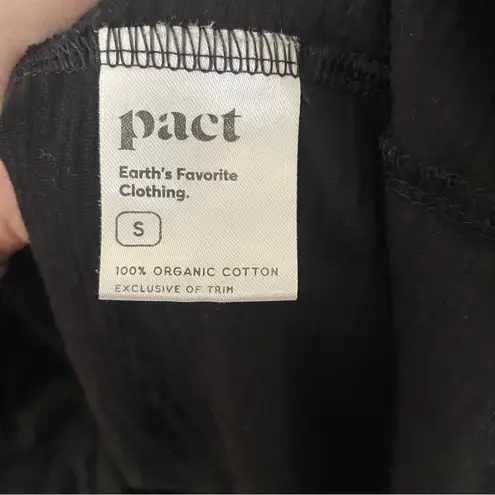 pact
Earth's Favorite
Clothing.
S
100% ORGANIC COTTON
EXCLUSIVE OF TRIM